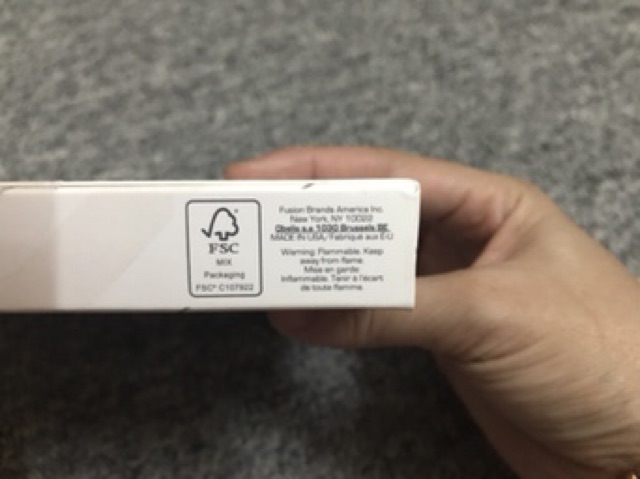 FSC
MIX
Packaging
FSC® C107922
Fusion Brands America Inc.
New York, NY 10022
Obelis s.a 1030 Brussels BE
MADE IN USA/Fabriqué aux E-U
Warning: Flammable. Keep
away from flame.
Mise en garde:
Inflammable. Tenir à l'écart
de toute flamme.